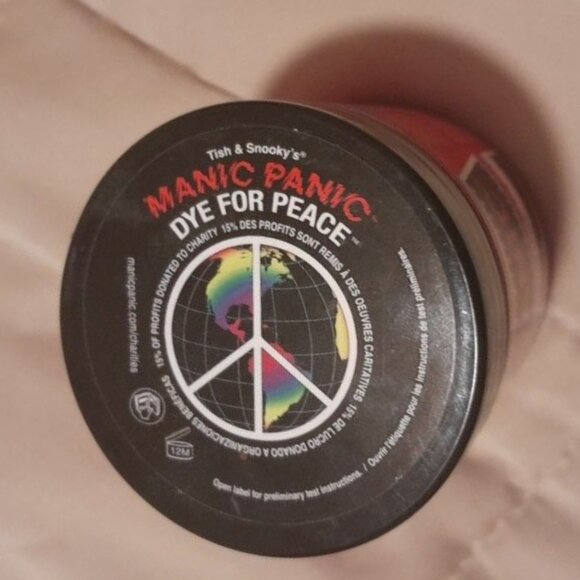 Tish & Snooky's®
MANIC PANIC™
DYE FOR PEACE™
15% OF PROFITS DONATED TO CHARITY 15% DES PROFITS SONT REMIS À DES OEUVRES CARITATIVES 15% DE LUCRO DONADO A ORGANIZACIONES BENÉFICAS
manicpanic.com/charities
12M
Open label for preliminary test instructions. / Ouvrir l'étiquette pour les instructions de test préliminaires.